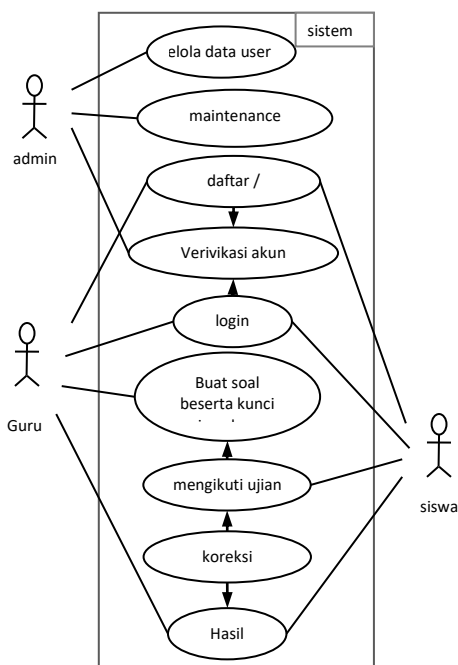 sistem
elola data user
maintenance
admin
daftar /
Verivikasi akun
login
Guru
Buat soal
beserta kunci
mengikuti ujian
siswa
koreksi
Hasil